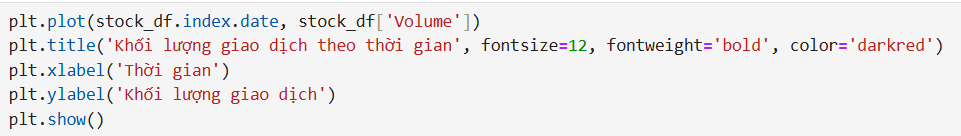 plt.plot(stock_df.index.date, stock_df['Volume'])
plt.title('Khối lượng giao dịch theo thời gian', fontsize=12, fontweight='bold', color='darkred')
plt.xlabel('Thời gian')
plt.ylabel('Khối lượng giao dịch')
plt.show()